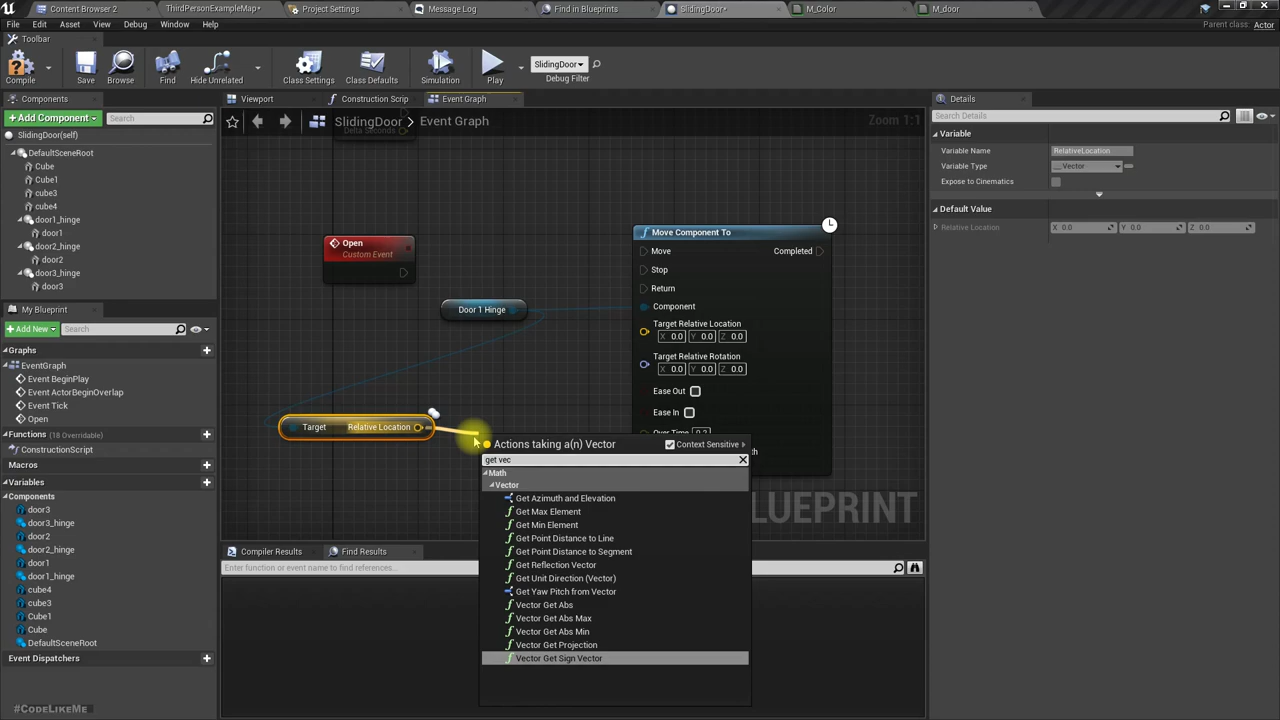 Content Browser 2
ThirdPersonExampleMap*
Project Settings
Message Log
Find in Blueprints
SlidingDoor*
M_Color
M_door
File
Edit
Asset
View
Debug
Window
Help
Parent class: Actor
Toolbar
Compile
Save
Browse
Find
Hide Unrelated
Class Settings
Class Defaults
Simulation
Play
SlidingDoor
Debug Filter
Components
Viewport
Construction Scrip
Event Graph
Details
+ Add Component
Search
SlidingDoor > Event Graph
Zoom 1:1
Search Details
SlidingDoor(self)
Delta Seconds
Variable
Variable Name
RelativeLocation
Variable Type
Vector
Expose to Cinematics
Default Value
Relative Location
X 0.0
Y 0.0
Z 0.0
DefaultSceneRoot
Cube
Cube1
cube3
cube4
door1_hinge
door1
door2_hinge
door2
door3_hinge
door3
Open
Custom Event
Move Component To
Move
Completed
Stop
Return
Component
Target Relative Location
X 0.0 Y 0.0 Z 0.0
Target Relative Rotation
X 0.0 Y 0.0 Z 0.0
Ease Out
Ease In
Over Time 0.2
Door 1 Hinge
Target
Relative Location
My Blueprint
+ Add New
Search
Graphs
EventGraph
Event BeginPlay
Event ActorBeginOverlap
Event Tick
Open
Functions (18 Overridable)
ConstructionScript
Macros
Variables
Components
door3
door3_hinge
door2
door2_hinge
door1
door1_hinge
cube4
cube3
Cube1
Cube
DefaultSceneRoot
Event Dispatchers
Actions taking a(n) Vector
Context Sensitive
get vec
Math
Vector
Get Azimuth and Elevation
Get Max Element
Get Min Element
Get Point Distance to Line
Get Point Distance to Segment
Get Reflection Vector
Get Unit Direction (Vector)
Get Yaw Pitch from Vector
Vector Get Abs
Vector Get Abs Max
Vector Get Abs Min
Vector Get Projection
Vector Get Sign Vector
LUEPRINT
Compiler Results
Find Results
Enter function or event name to find references...
#CODELIKEME